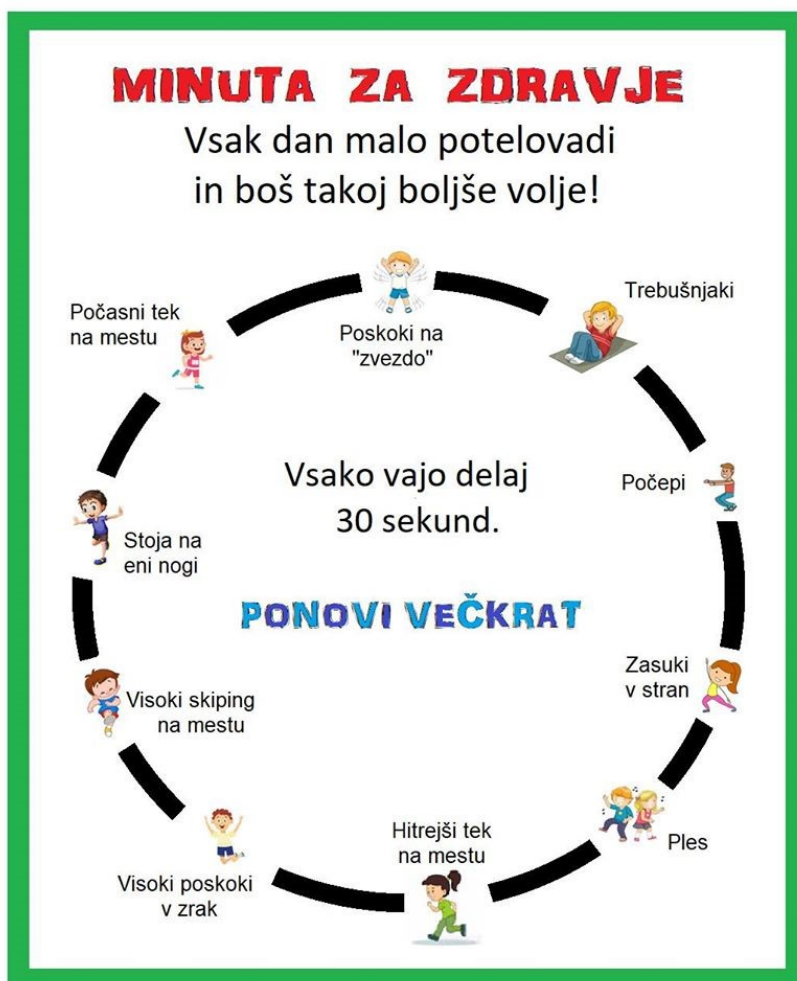 MINUTA ZA ZDRAVJE
Vsak dan malo potelovadi
in boš takoj boljše volje!
Poskoki na
"zvezdo"
Trebušnjaki
Počepi
Zasuki
v stran
Ples
Hitrejši tek
na mestu
Visoki poskoki
v zrak
Visoki skiping
na mestu
Stoja na
eni nogi
Počasni tek
na mestu
Vsako vajo delaj
30 sekund.
PONOVI VEČKRAT